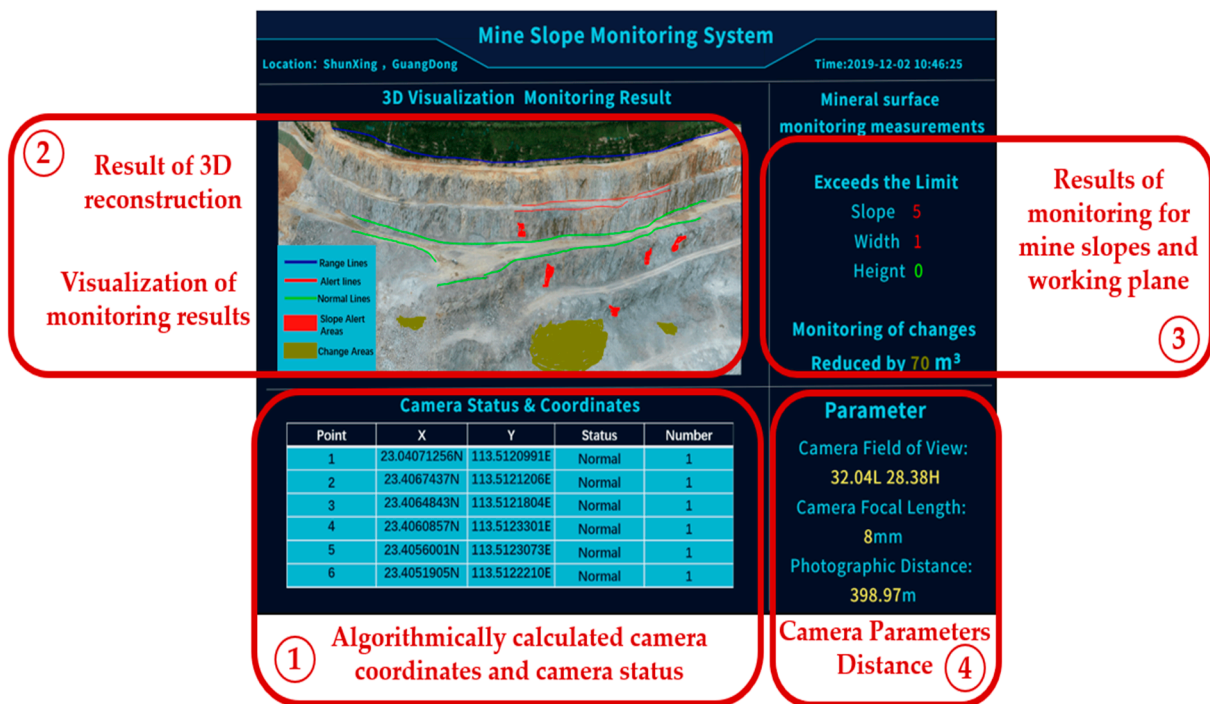 Mine Slope Monitoring System
Location: ShunXing , GuangDong
Time:2019-12-02 10:46:25
3D Visualization Monitoring Result
Mineral surface
monitoring measurements
2
Result of 3D
reconstruction
Visualization of
monitoring results
Range Lines
Alert lines
Normal Lines
Slope Alert
Areas
Change Areas
Exceeds the Limit
Slope 5
Width 1
Heignt 0
Monitoring of changes
Reduced by 70 m³
Results of
monitoring for
mine slopes and
working plane
3
Camera Status & Coordinates
Point X Y Status Number
1 23.04071256N 113.5120991E Normal 1
2 23.4067437N 113.5121206E Normal 1
3 23.4064843N 113.5121804E Normal 1
4 23.4060857N 113.5123301E Normal 1
5 23.4056001N 113.5123073E Normal 1
6 23.4051905N 113.5122210E Normal 1
1
Algorithmically calculated camera
coordinates and camera status
Parameter
Camera Field of View:
32.04L 28.38H
Camera Focal Length:
8mm
Photographic Distance:
398.97m
Camera Parameters
Distance
4